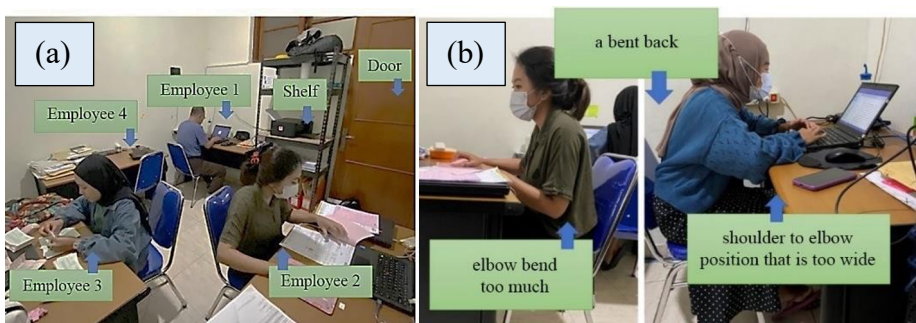 (a)
Employee 4
Employee 1
Shelf
Door
Employee 3
Employee 2
(b)
a bent back
elbow bend
too much
shoulder to elbow
position that is too wide